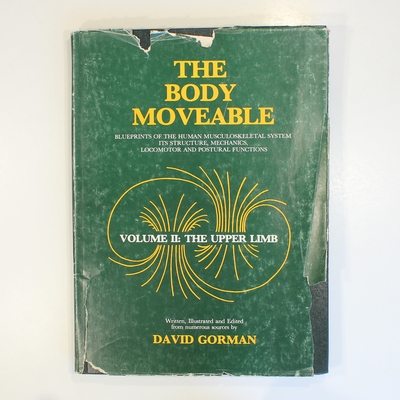 THE
BODY
MOVEABLE
BLUEPRINTS OF THE HUMAN MUSCULOSKELETAL SYSTEM
ITS STRUCTURE, MECHANICS,
LOCOMOTOR AND POSTURAL FUNCTIONS
VOLUME II: THE UPPER LIMB
Written, Illustrated and Edited
from numerous sources by
DAVID GORMAN